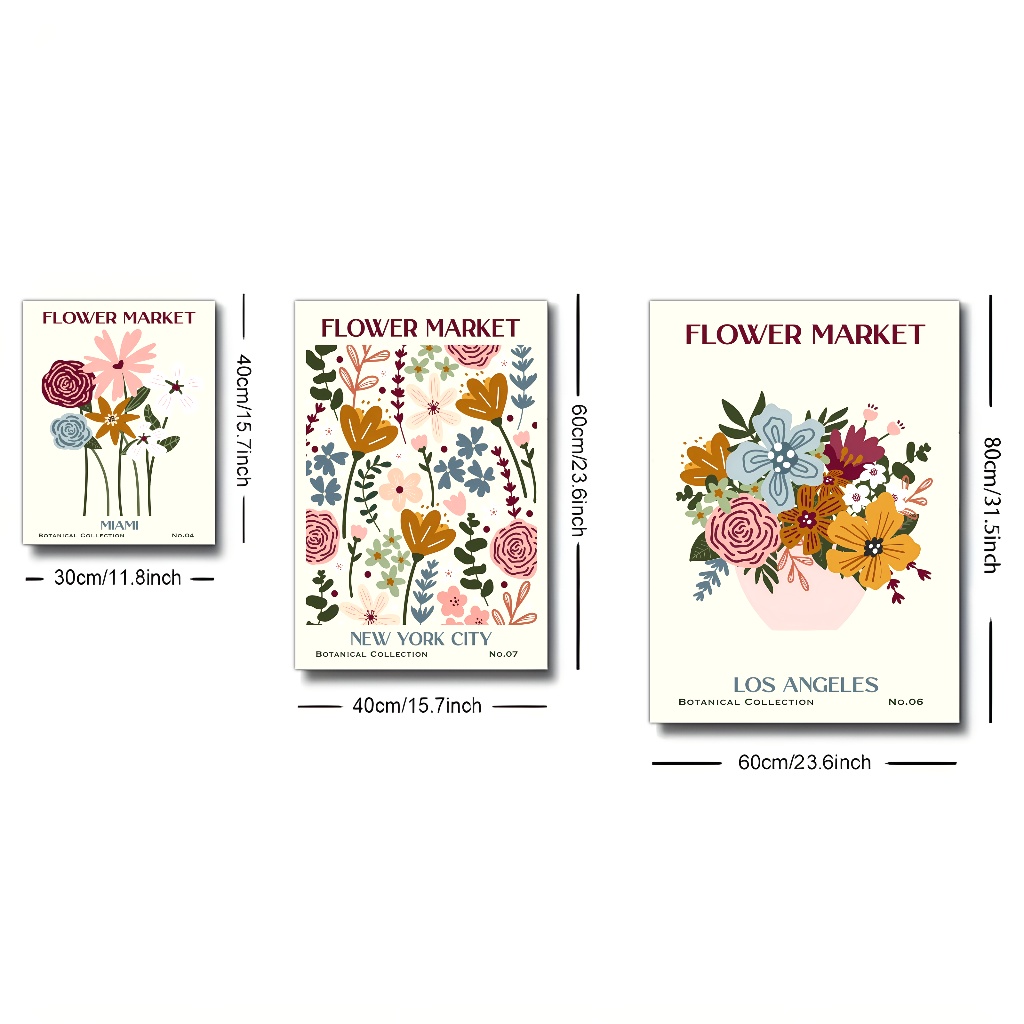 FLOWER MARKET
MIAMI
BOTANICAL COLLECTION No.04
40cm/15.7inch
30cm/11.8inch
FLOWER MARKET
NEW YORK CITY
BOTANICAL COLLECTION No.07
60cm/23.6inch
40cm/15.7inch
FLOWER MARKET
LOS ANGELES
BOTANICAL COLLECTION No.06
80cm/31.5inch
60cm/23.6inch